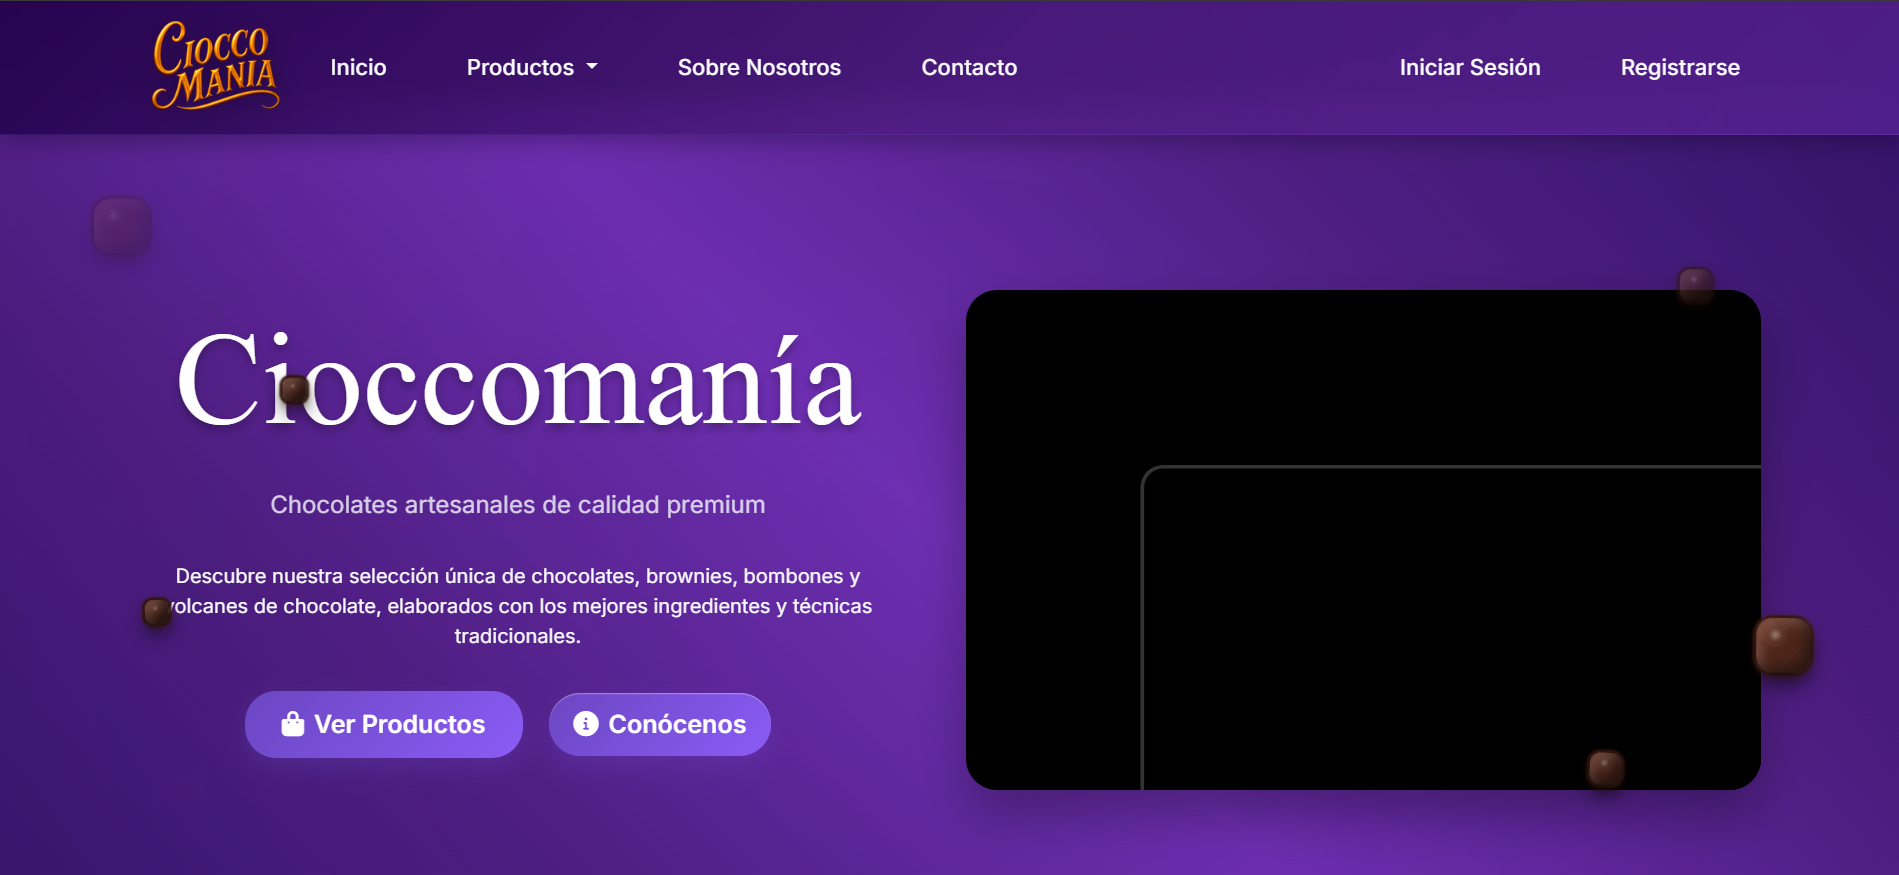 CIOCCO
MANIA
Inicio
Productos
Sobre Nosotros
Contacto
Iniciar Sesión
Registrarse
Cioccomanía
Chocolates artesanales de calidad premium
Descubre nuestra selección única de chocolates, brownies, bombones y
volcanes de chocolate, elaborados con los mejores ingredientes y técnicas
tradicionales.
Ver Productos
Conócenos